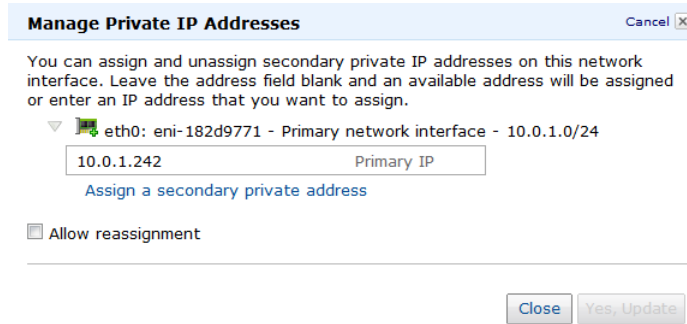 Manage Private IP Addresses
Cancel
You can assign and unassign secondary private IP addresses on this network
interface. Leave the address field blank and an available address will be assigned
or enter an IP address that you want to assign.
eth0: eni-182d9771 - Primary network interface - 10.0.1.0/24
10.0.1.242 Primary IP
Assign a secondary private address
Allow reassignment
Close Yes, Update